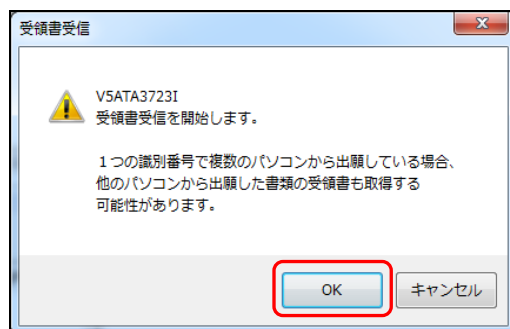 受領書受信
V5ATA3723I
受領書受信を開始します。
１つの識別番号で複数のパソコンから出願している場合、
他のパソコンから出願した書類の受領書も取得する
可能性があります。
OK
キャンセル